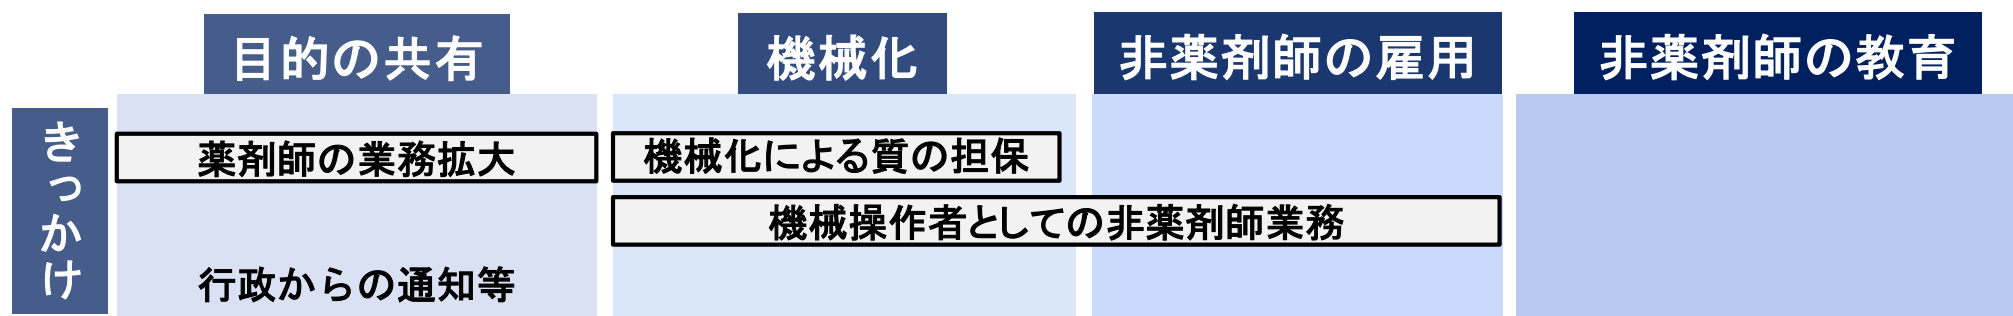 目的の共有
機械化
非薬剤師の雇用
非薬剤師の教育
きっかけ
薬剤師の業務拡大
機械化による質の担保
機械操作者としての非薬剤師業務
行政からの通知等